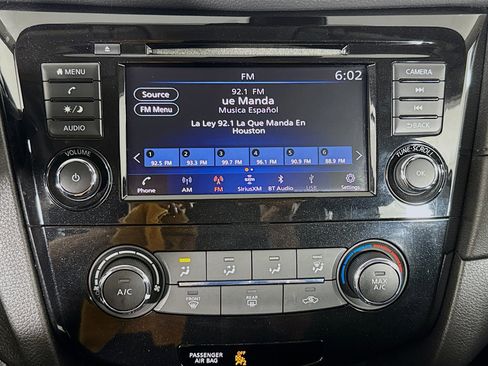 MENU
AUDIO
VOLUME
FM
6:02
Source
FM Menu
92.1 FM
ue Manda
Musica Español
La Ley 92.1 La Que Manda En
Houston
1 2 3 4 5 6
92.5 FM 93.3 FM 99.7 FM 96.1 FM 90.9 FM 88.9 FM
Phone AM FM SiriusXM BT Audio USB Settings
CAMERA
BACK
TUNE·SCROLL
OK
A/C
FRONT
REAR
MAX
A/C
PASSENGER
AIR BAG